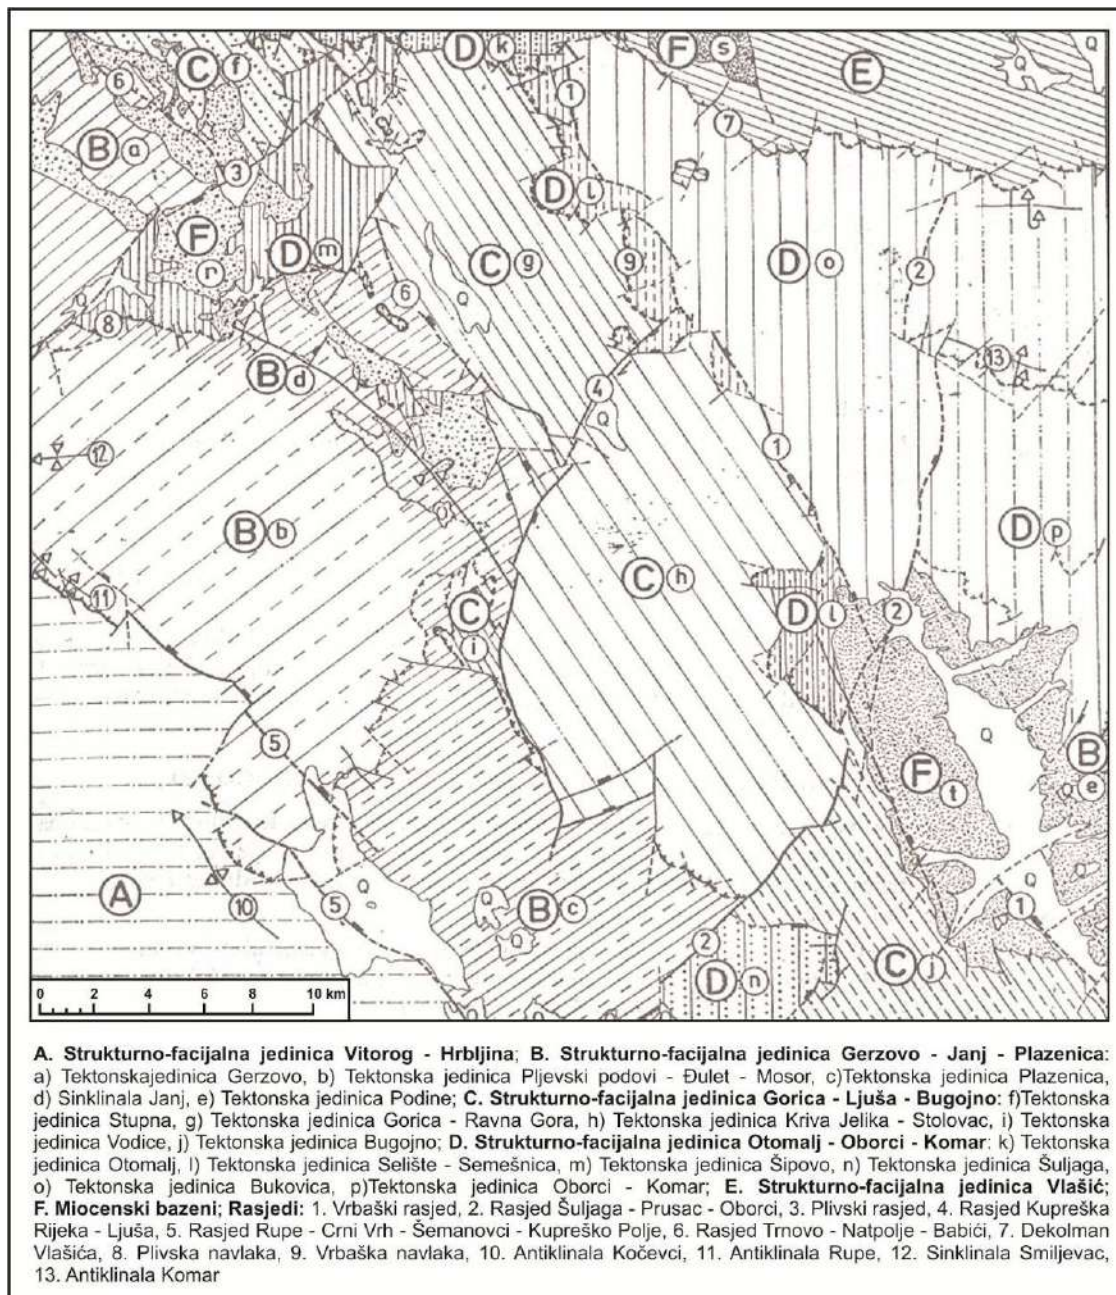 D k
F s
E
Q
Q
6
C f
1
7
B a
3
D l
F
r
D m
C g
9
D o
2
6
Q
Q
8
B d
4
Q
13
12
1
B b
C h
D p
11
C i
D l
2
5
Q
B e
F t
Q
A
10
5
Q
Q
B c
Q
Q
1
2
D n
C j
0 2 4 6 8 10 km
A. Strukturno-facijalna jedinica Vitorog - Hrbljina; B. Strukturno-facijalna jedinica Gerzovo - Janj - Plazenica:
a) Tektonskajedinica Gerzovo, b) Tektonska jedinica Pljevski podovi - Đulet - Mosor, c)Tektonska jedinica Plazenica,
d) Sinklinala Janj, e) Tektonska jedinica Podine; C. Strukturno-facijalna jedinica Gorica - Ljuša - Bugojno: f)Tektonska
jedinica Stupna, g) Tektonska jedinica Gorica - Ravna Gora, h) Tektonska jedinica Kriva Jelika - Stolovac, i) Tektonska
jedinica Vodice, j) Tektonska jedinica Bugojno; D. Strukturno-facijalna jedinica Otomalj - Oborci - Komar: k) Tektonska
jedinica Otomalj, l) Tektonska jedinica Selište - Semešnica, m) Tektonska jedinica Šipovo, n) Tektonska jedinica Šuljaga,
o) Tektonska jedinica Bukovica, p)Tektonska jedinica Oborci - Komar; E. Strukturno-facijalna jedinica Vlašić;
F. Miocenski bazeni; Rasjedi: 1. Vrbaški rasjed, 2. Rasjed Šuljaga - Prusac - Oborci, 3. Plivski rasjed, 4. Rasjed Kupreška
Rijeka - Ljuša, 5. Rasjed Rupe - Crni Vrh - Šemanovci - Kupreško Polje, 6. Rasjed Trnovo - Natpolje - Babići, 7. Dekolman
Vlašića, 8. Plivska navlaka, 9. Vrbaška navlaka, 10. Antiklinala Kočevci, 11. Antiklinala Rupe, 12. Sinklinala Smiljevac,
13. Antiklinala Komar